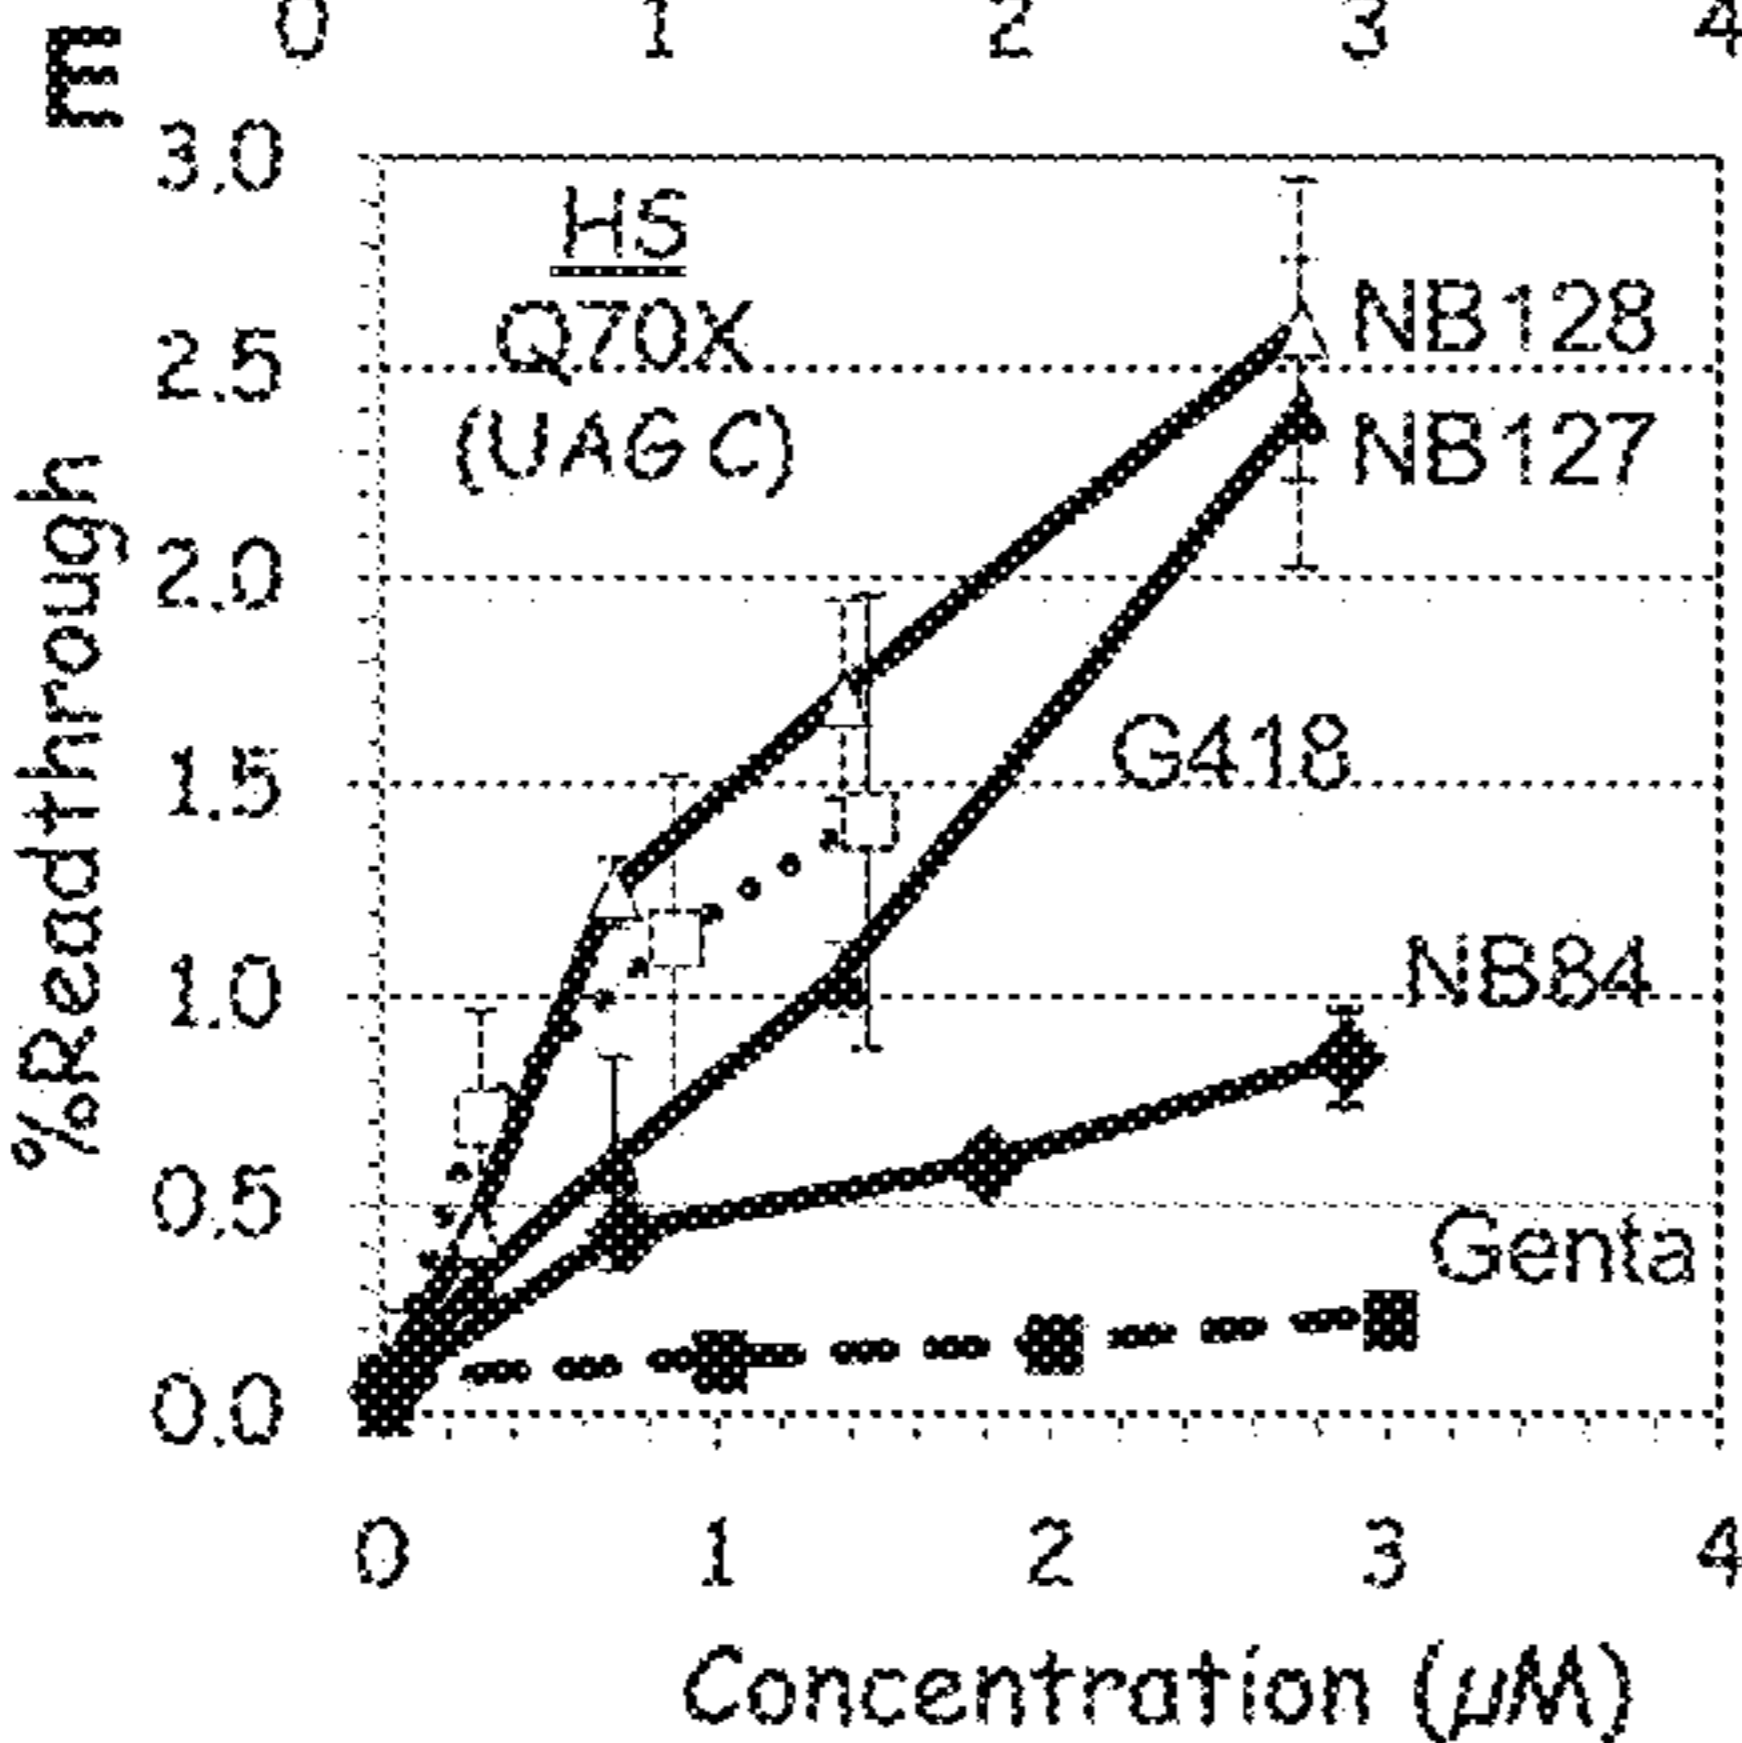 0 1 2 3 4
E
3.0
HS
NB128
Q70X
2.5
(UAG C)
NB127
2.0
G418
1.5
NB84
1.0
0.5
Genta
0.0
%Readthrough
0 1 2 3 4
Concentration (µM)